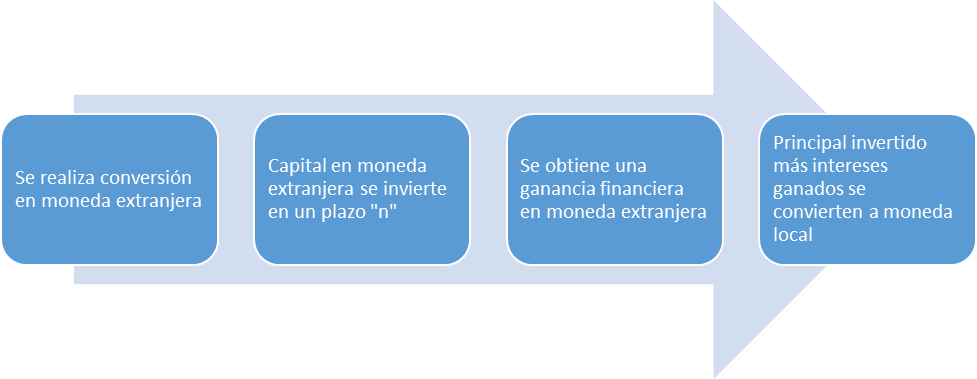 Se realiza conversión
en moneda extranjera
Capital en moneda
extranjera se invierte
en un plazo "n"
Se obtiene una
ganancia financiera
en moneda extranjera
Principal invertido
más intereses
ganados se
convierten a moneda
local